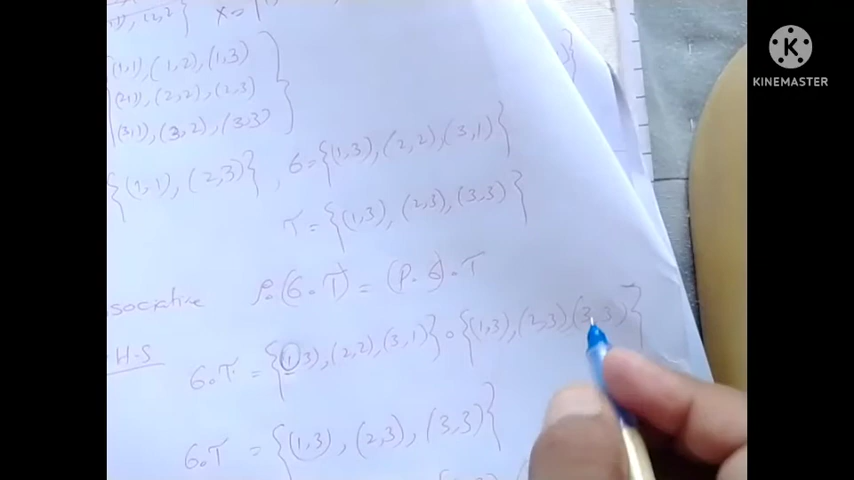 X=
(1,1), (1,2), (1,3)
(2,1), (2,2), (2,3)
(3,1), (3,2), (3,3) }
{(1,1), (2,3)} , б={(1,3), (2,2), (3,1)}
T={(1,3), (2,3), (3,3)}
ssociative ρ.(б∘T) = (ρ.б).T
H-S
б∘T = {(1,3), (2,2), (3,1)}∘{(1,3), (2,3)(3,3)}
б∘T = {(1,3), (2,3), (3,3)}
KINEMASTER